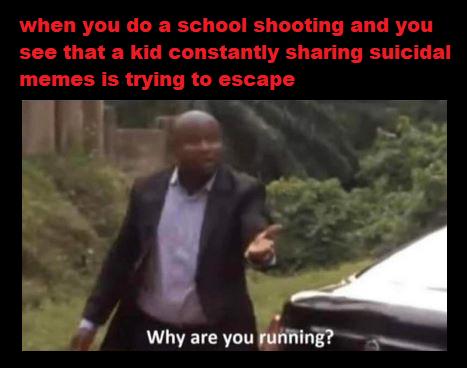 when you do a school shooting and you
see that a kid constantly sharing suicidal
memes is trying to escape
Why are you running?